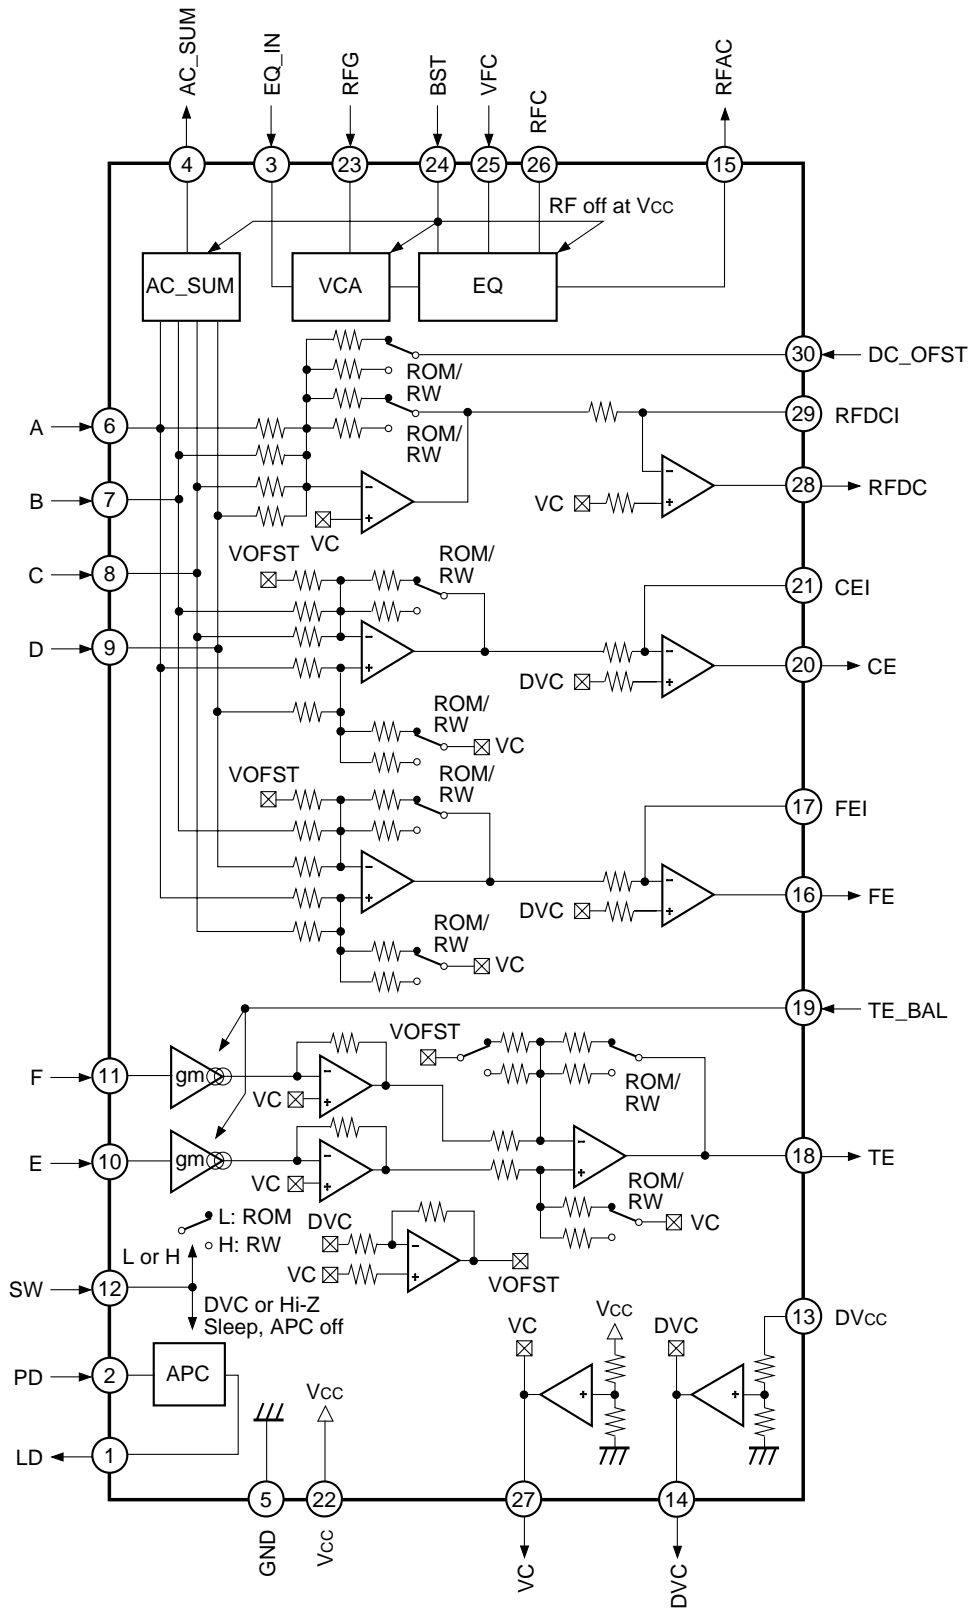 AC_SUM
EQ_IN
RFG
BST
VFC
RFC
RFAC
4
3
23
24
25
26
15
RF off at VCC
AC_SUM
VCA
EQ
30
DC_OFST
ROM/
RW
29
RFDCI
A
6
ROM/
RW
B
7
-
+
VC
-
+
VC
28
RFDC
C
8
VOFST
ROM/
RW
21
CEI
D
9
-
+
-
+
DVC
20
CE
ROM/
RW
VC
VOFST
ROM/
RW
17
FEI
-
+
-
+
DVC
16
FE
ROM/
RW
VC
19
TE_BAL
VOFST
F
11
gm
-
+
VC
ROM/
RW
E
10
gm
-
+
VC
-
+
18
TE
ROM/
RW
VC
L: ROM
H: RW
L or H
DVC
VC
-
+
VOFST
SW
12
DVC or Hi-Z
Sleep, APC off
13
DVCC
VC
VCC
DVC
PD
2
APC
VCC
+
+
LD
1
5
22
27
14
GND
VCC
VC
DVC